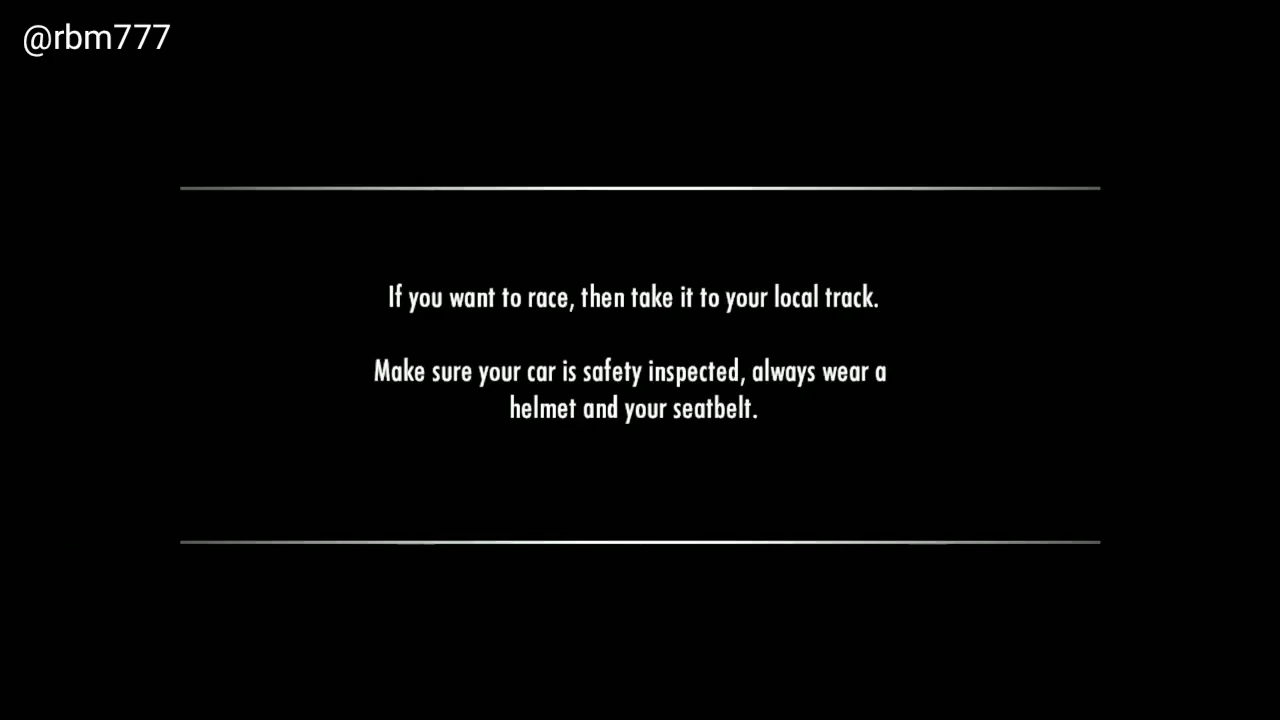 @rbm777
If you want to race, then take it to your local track.
Make sure your car is safety inspected, always wear a
helmet and your seatbelt.